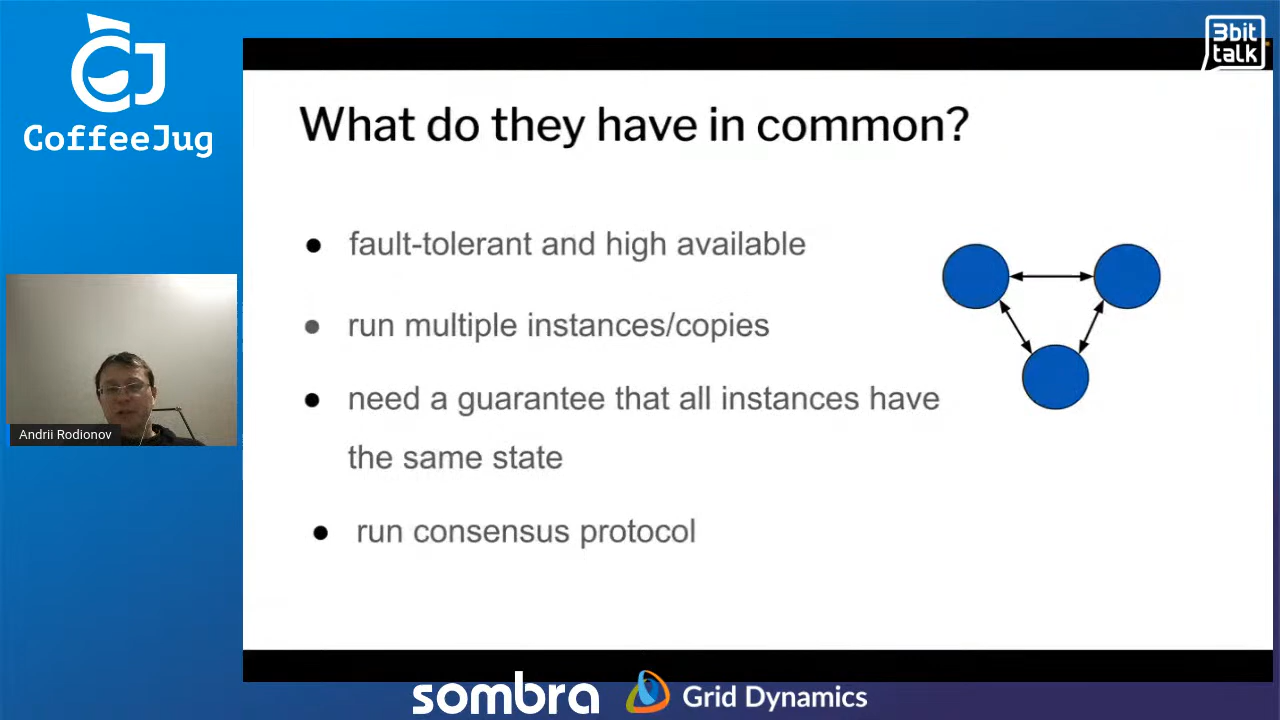 CJ
CoffeeJug
3bit
talk
What do they have in common?
● fault-tolerant and high available
● run multiple instances/copies
● need a guarantee that all instances have
the same state
● run consensus protocol
Andrii Rodionov
sombra
Grid Dynamics